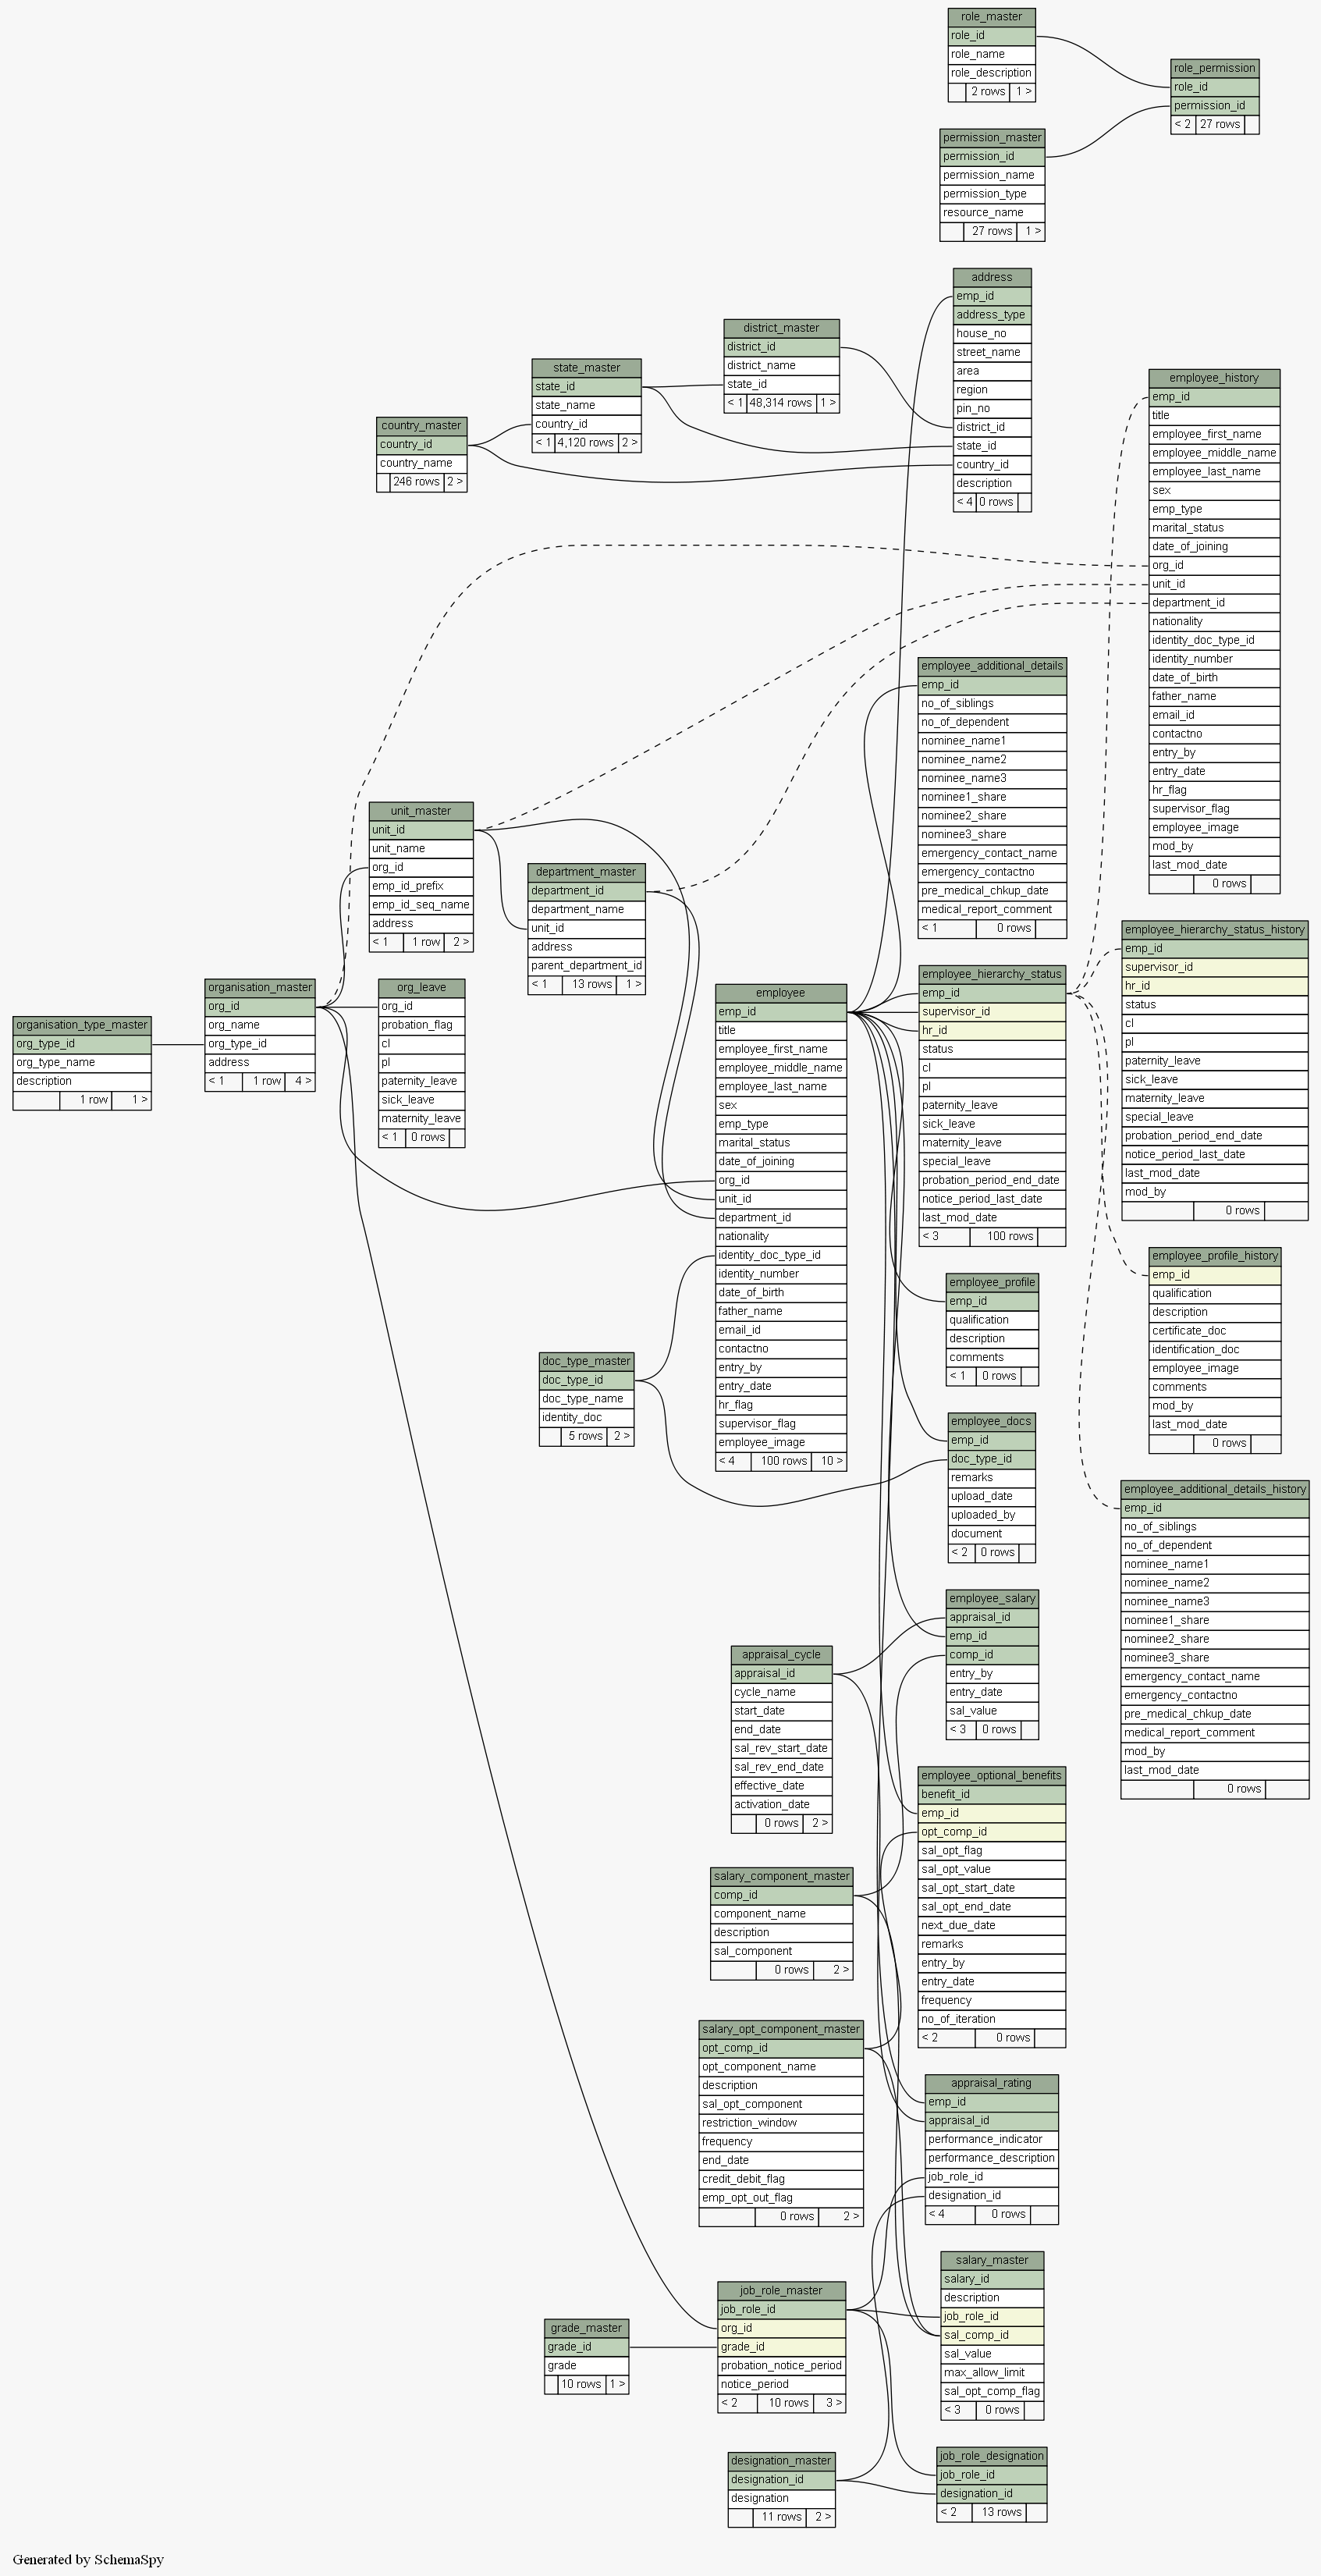 role_master
role_id
role_name
role_description
2 rows 1 >
role_permission
role_id
permission_id
< 2 27 rows
permission_master
permission_id
permission_name
permission_type
resource_name
27 rows 1 >
address
emp_id
address_type
house_no
street_name
area
region
pin_no
district_id
state_id
country_id
description
< 4 0 rows
district_master
district_id
district_name
state_id
< 1 48,314 rows 1 >
state_master
state_id
state_name
country_id
< 1 4,120 rows 2 >
country_master
country_id
country_name
246 rows 2 >
employee_history
emp_id
title
employee_first_name
employee_middle_name
employee_last_name
sex
emp_type
marital_status
date_of_joining
org_id
unit_id
department_id
nationality
identity_doc_type_id
identity_number
date_of_birth
father_name
email_id
contactno
entry_by
entry_date
hr_flag
supervisor_flag
employee_image
mod_by
last_mod_date
0 rows
employee_additional_details
emp_id
no_of_siblings
no_of_dependent
nominee_name1
nominee_name2
nominee_name3
nominee1_share
nominee2_share
nominee3_share
emergency_contact_name
emergency_contactno
pre_medical_chkup_date
medical_report_comment
< 1 0 rows
unit_master
unit_id
unit_name
org_id
emp_id_prefix
emp_id_seq_name
address
< 1 1 row 2 >
department_master
department_id
department_name
unit_id
address
parent_department_id
< 1 13 rows 1 >
employee_hierarchy_status_history
emp_id
supervisor_id
hr_id
status
cl
pl
paternity_leave
sick_leave
maternity_leave
special_leave
probation_period_end_date
notice_period_last_date
last_mod_date
mod_by
0 rows
employee_hierarchy_status
emp_id
supervisor_id
hr_id
status
cl
pl
paternity_leave
sick_leave
maternity_leave
special_leave
probation_period_end_date
notice_period_last_date
last_mod_date
< 3 100 rows
organisation_master
org_id
org_name
org_type_id
address
< 1 1 row 4 >
org_leave
org_id
probation_flag
cl
pl
paternity_leave
sick_leave
maternity_leave
< 1 0 rows
organisation_type_master
org_type_id
org_type_name
description
1 row 1 >
employee
emp_id
title
employee_first_name
employee_middle_name
employee_last_name
sex
emp_type
marital_status
date_of_joining
org_id
unit_id
department_id
nationality
identity_doc_type_id
identity_number
date_of_birth
father_name
email_id
contactno
entry_by
entry_date
hr_flag
supervisor_flag
employee_image
< 4 100 rows 10 >
employee_profile_history
emp_id
qualification
description
certificate_doc
identification_doc
employee_image
comments
mod_by
last_mod_date
0 rows
employee_profile
emp_id
qualification
description
comments
< 1 0 rows
doc_type_master
doc_type_id
doc_type_name
identity_doc
5 rows 2 >
employee_docs
emp_id
doc_type_id
remarks
upload_date
uploaded_by
document
< 2 0 rows
employee_additional_details_history
emp_id
no_of_siblings
no_of_dependent
nominee_name1
nominee_name2
nominee_name3
nominee1_share
nominee2_share
nominee3_share
emergency_contact_name
emergency_contactno
pre_medical_chkup_date
medical_report_comment
mod_by
last_mod_date
0 rows
employee_salary
appraisal_id
emp_id
comp_id
entry_by
entry_date
sal_value
< 3 0 rows
appraisal_cycle
appraisal_id
cycle_name
start_date
end_date
sal_rev_start_date
sal_rev_end_date
effective_date
activation_date
0 rows 2 >
employee_optional_benefits
benefit_id
emp_id
opt_comp_id
sal_opt_flag
sal_opt_value
sal_opt_start_date
sal_opt_end_date
next_due_date
remarks
entry_by
entry_date
frequency
no_of_iteration
< 2 0 rows
salary_component_master
comp_id
component_name
description
sal_component
0 rows 2 >
salary_opt_component_master
opt_comp_id
opt_component_name
description
sal_opt_component
restriction_window
frequency
end_date
credit_debit_flag
emp_opt_out_flag
0 rows 2 >
appraisal_rating
emp_id
appraisal_id
performance_indicator
performance_description
job_role_id
designation_id
< 4 0 rows
salary_master
salary_id
description
job_role_id
sal_comp_id
sal_value
max_allow_limit
sal_opt_comp_flag
< 3 0 rows
job_role_master
job_role_id
org_id
grade_id
probation_notice_period
notice_period
< 2 10 rows 3 >
grade_master
grade_id
grade
10 rows 1 >
job_role_designation
job_role_id
designation_id
< 2 13 rows
designation_master
designation_id
designation
11 rows 2 >
Generated by SchemaSpy